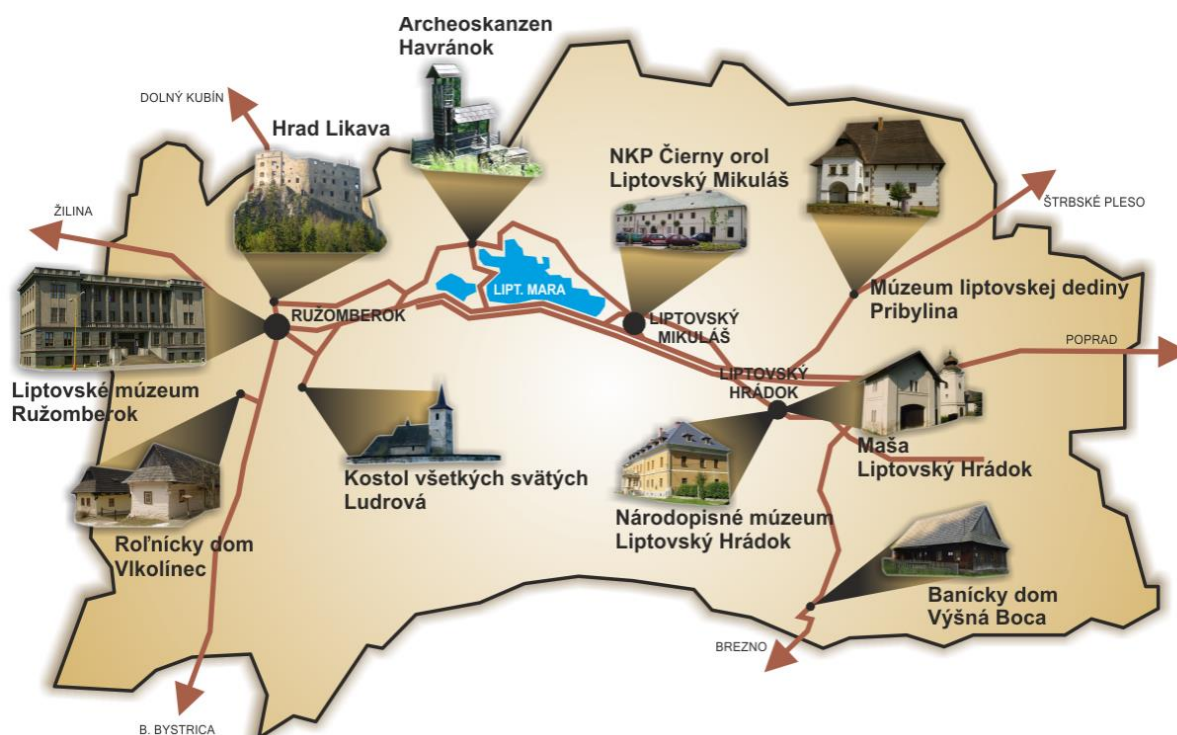 Archeoskanzen
Havránok
DOLNÝ KUBÍN
Hrad Likava
NKP Čierny orol
Liptovský Mikuláš
ŽILINA
ŠTRBSKÉ PLESO
LIPT. MARA
Múzeum liptovskej dediny
Pribylina
RUŽOMBEROK
LIPTOVSKÝ
MIKULÁŠ
POPRAD
LIPTOVSKÝ
HRÁDOK
Liptovské múzeum
Ružomberok
Maša
Liptovský Hrádok
Kostol všetkých svätých
Ludrová
Národopisné múzeum
Liptovský Hrádok
Roľnícky dom
Vlkolínec
Banícky dom
Výšná Boca
BREZNO
B. BYSTRICA